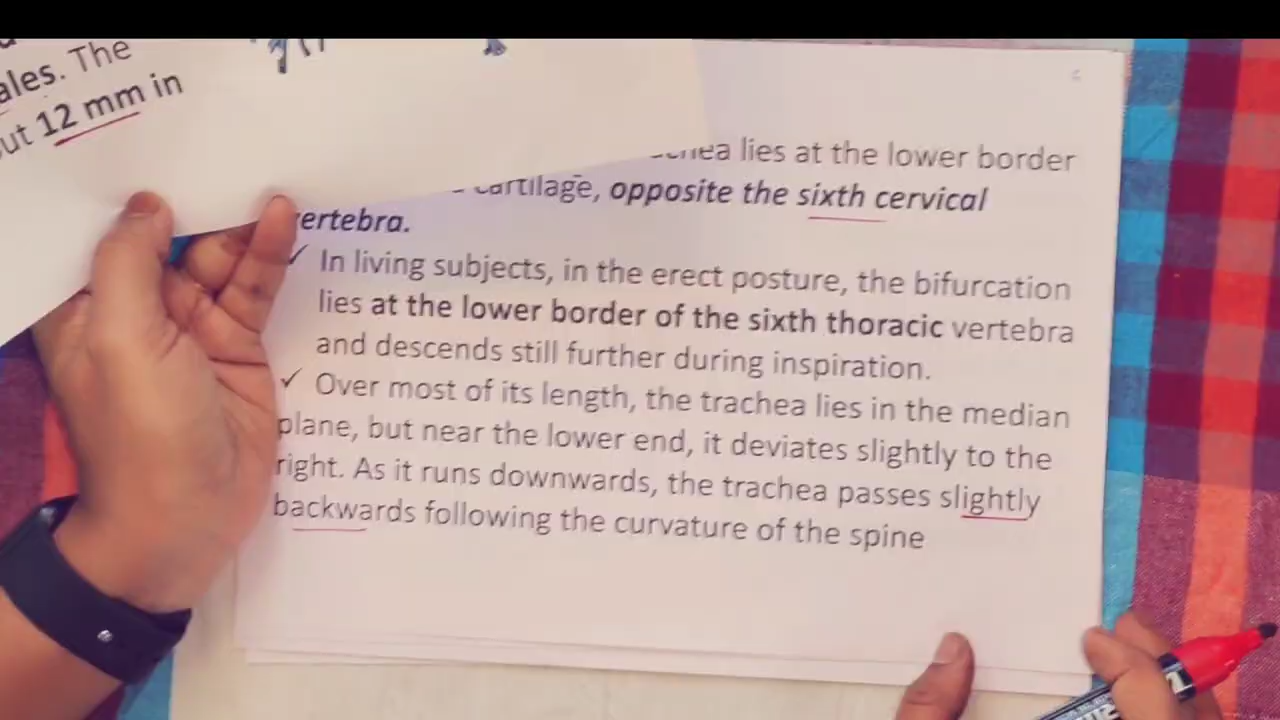 ales. The
ut 12 mm in
lies at the lower border
cartilage, opposite the sixth cervical
vertebra.
✓ In living subjects, in the erect posture, the bifurcation
lies at the lower border of the sixth thoracic vertebra
and descends still further during inspiration.
✓ Over most of its length, the trachea lies in the median
plane, but near the lower end, it deviates slightly to the
right. As it runs downwards, the trachea passes slightly
backwards following the curvature of the spine